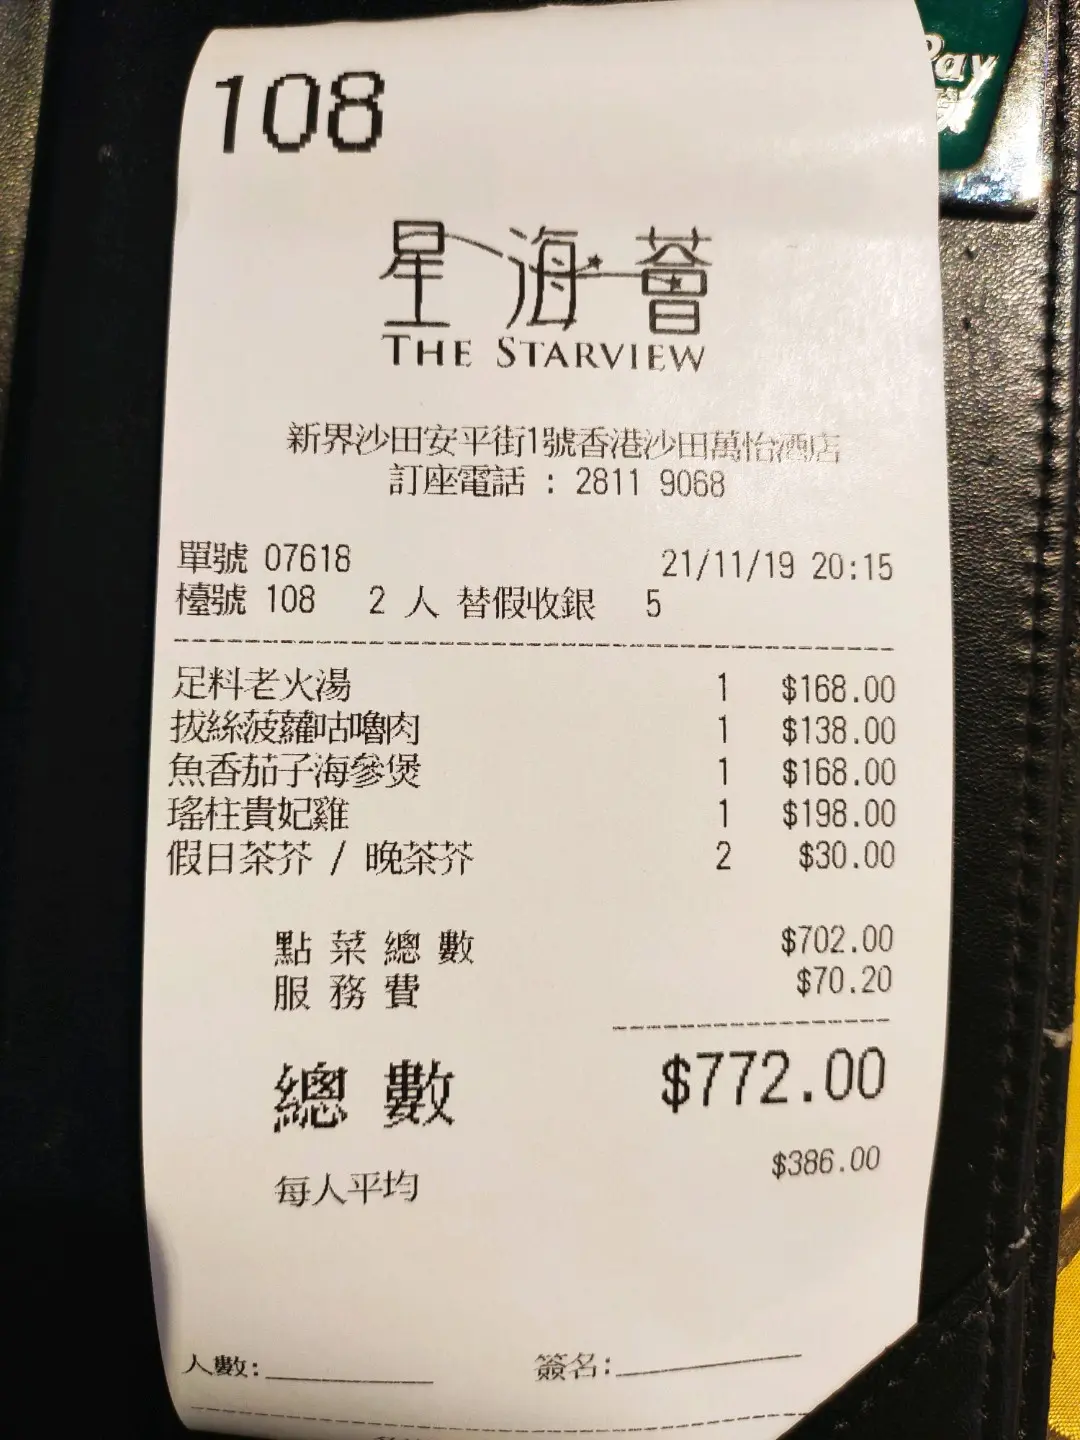 Pay
108
星海薈
THE STARVIEW
新界沙田安平街1號香港沙田萬怡酒店
訂座電話 : 2811 9068
單號 07618 21/11/19 20:15
檯號 108 2 人 替假收銀 5
足料老火湯 1 $168.00
拔絲菠蘿咕嚕肉 1 $138.00
魚香茄子海參煲 1 $168.00
瑤柱貴妃雞 1 $198.00
假日茶芥 / 晚茶芥 2 $30.00
點菜總數 $702.00
服務費 $70.20
總數 $772.00
每人平均 $386.00
人數: 簽名: